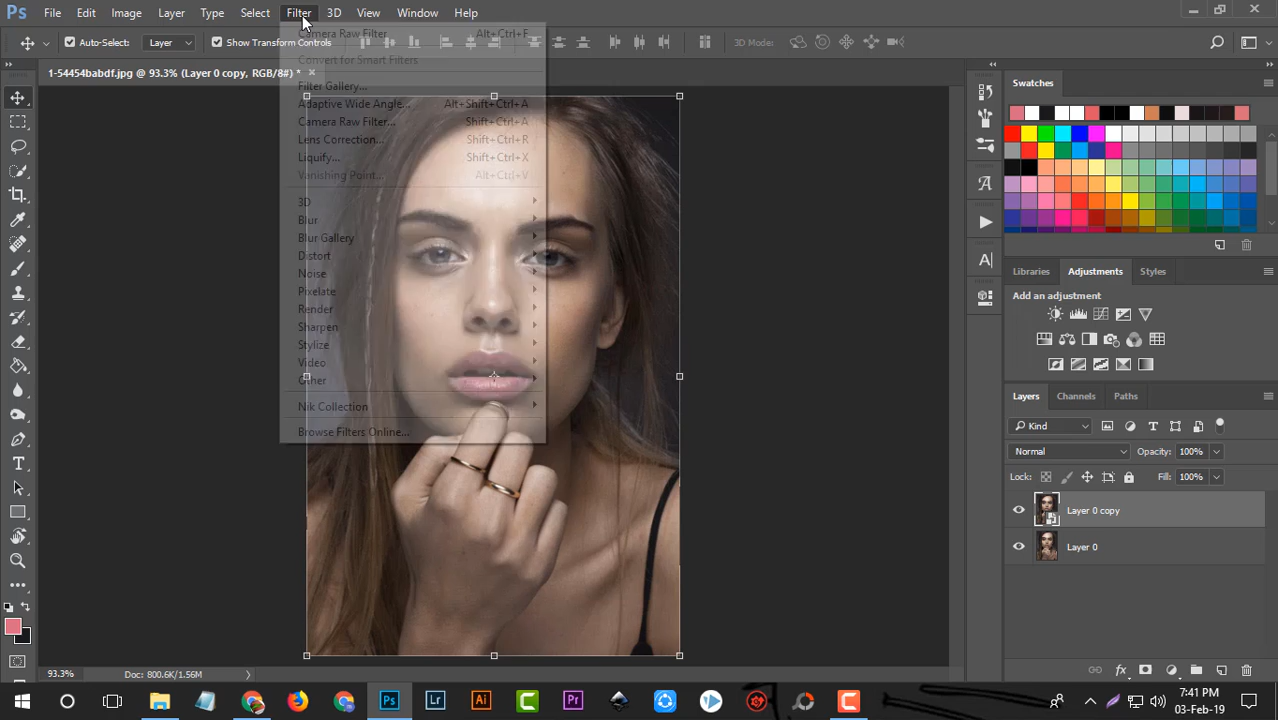 Ps File Edit Image Layer Type Select Filter 3D View Window Help
Auto-Select: Layer Show Transform Controls 3D Mode:
1-54454babdf.jpg @ 93.3% (Layer 0 copy, RGB/8#) *
Camera Raw Filter Alt+Ctrl+F
Convert for Smart Filters
Filter Gallery...
Adaptive Wide Angle... Alt+Shift+Ctrl+A
Camera Raw Filter... Shift+Ctrl+A
Lens Correction... Shift+Ctrl+R
Liquify... Shift+Ctrl+X
Vanishing Point... Alt+Ctrl+V
3D
Blur
Blur Gallery
Distort
Noise
Pixelate
Render
Sharpen
Stylize
Video
Other
Nik Collection
Browse Filters Online...
Swatches
Libraries Adjustments Styles
Add an adjustment
Layers Channels Paths
Kind
Normal Opacity: 100%
Lock: Fill: 100%
Layer 0 copy
Layer 0
93.3% Doc: 800.6K/1.56M
Ps Lr Ai C Pr
7:41 PM
03-Feb-19